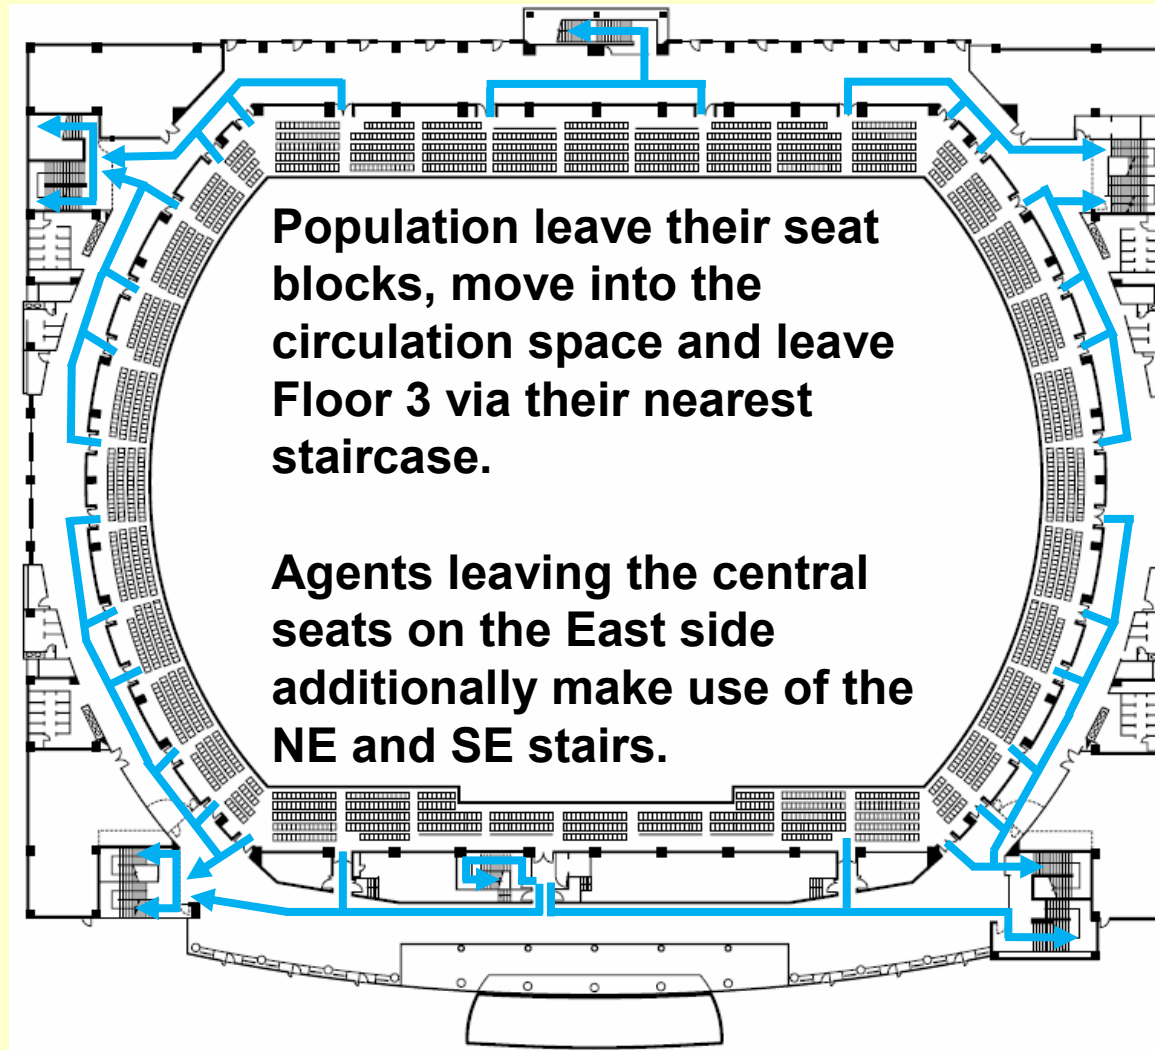 Population leave their seat
blocks, move into the
circulation space and leave
Floor 3 via their nearest
staircase.
Agents leaving the central
seats on the East side
additionally make use of the
NE and SE stairs.